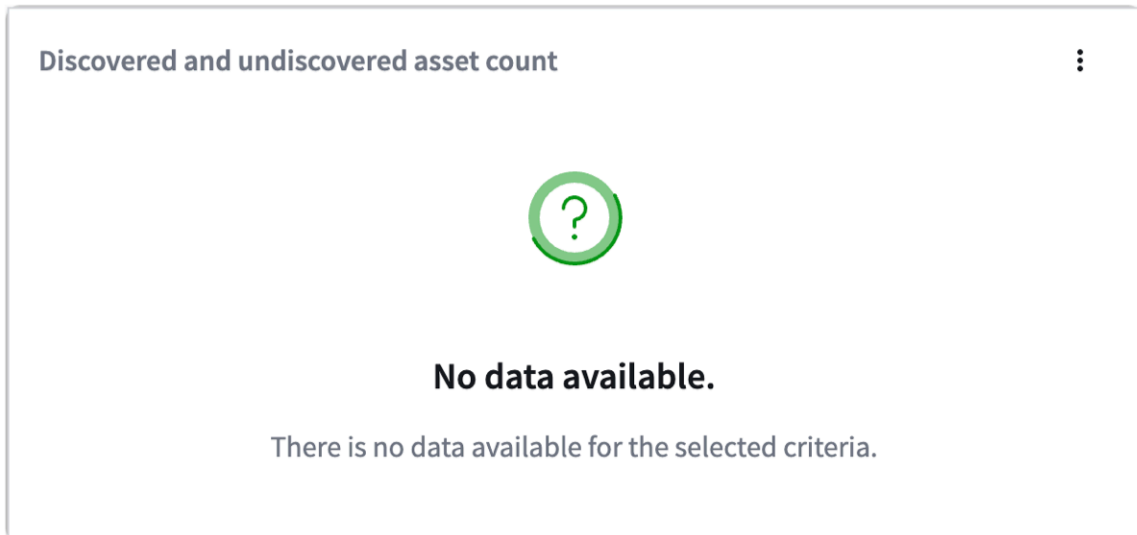 Discovered and undiscovered asset count
?
No data available.
There is no data available for the selected criteria.